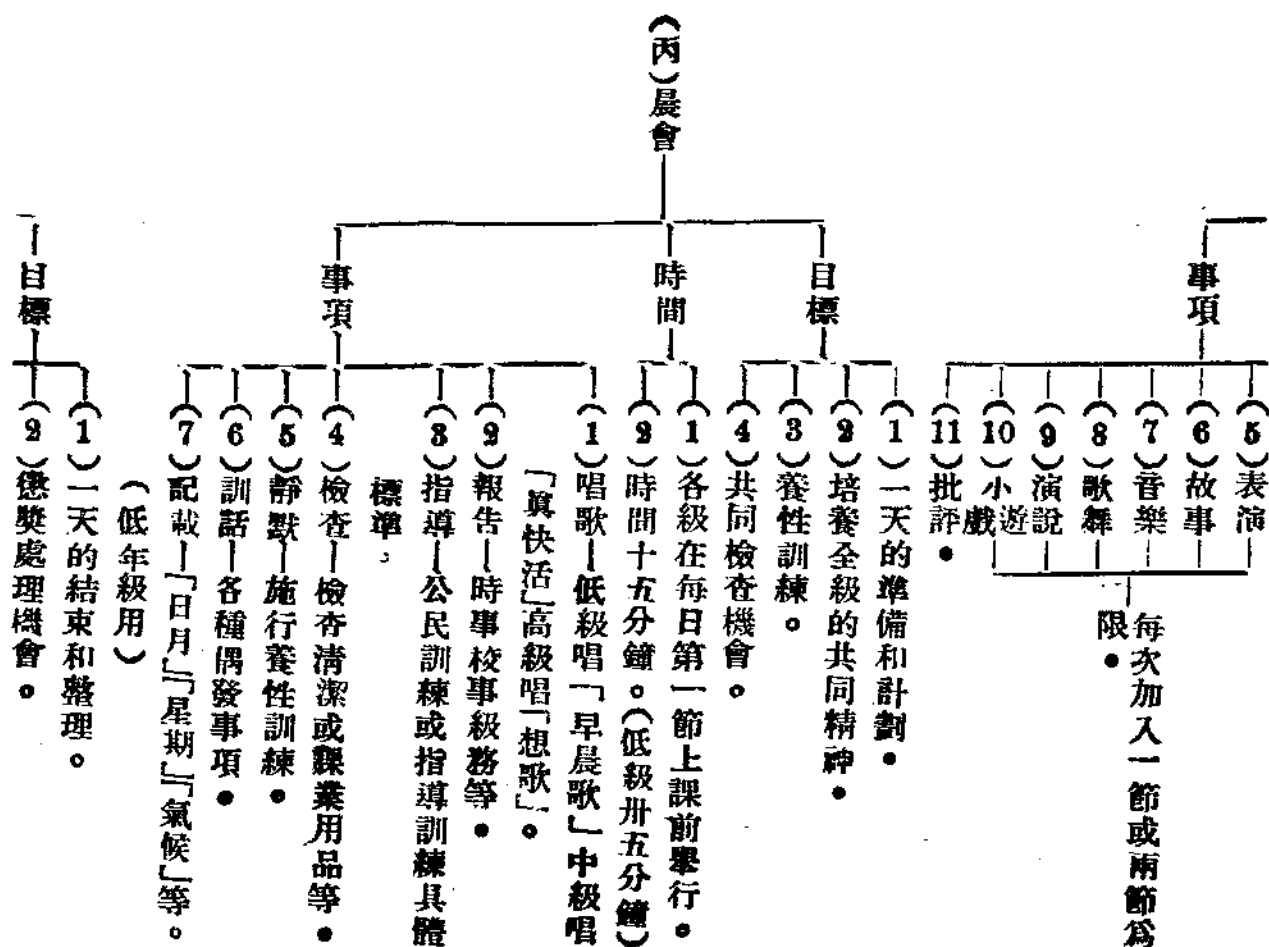 事項
(5)表演
(6)故事
(7)音樂
(8)歌舞
(9)演說
(10)小遊戲
(11)批評。
每次加入一節或兩節爲
限。
(丙)晨會
目標
(1)一天的準備和計劃。
(2)培養全級的共同精神。
(3)養性訓練。
(4)共同檢查機會。
時間
(1)各級在每日第一節上課前舉行。
(2)時間十五分鐘。(低級卅五分鐘)
事項
(1)唱歌—低級唱「早晨歌」中級唱
「眞快活」高級唱「想歌」。
(2)報告—時事校事級務等。
(3)指導—公民訓練或指導訓練具體
標準。
(4)檢查—檢查清潔或課業用品等。
(5)靜默—施行養性訓練。
(6)訓話—各種偶發事項。
(7)記載—「日月」「星期」「氣候」等。
(低年級用)
目標
(1)一天的結束和整理。
(2)懲獎處理機會。